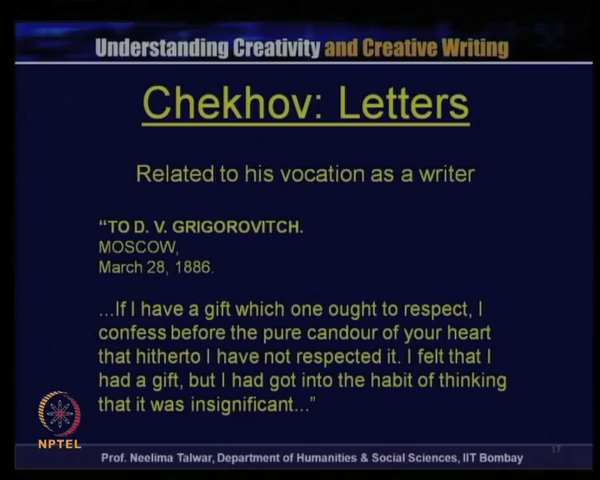 Understanding Creativity and Creative Writing
Chekhov: Letters
Related to his vocation as a writer
“TO D. V. GRIGOROVITCH.
MOSCOW,
March 28, 1886.
...If I have a gift which one ought to respect, I
confess before the pure candour of your heart
that hitherto I have not respected it. I felt that I
had a gift, but I had got into the habit of thinking
that it was insignificant...”
NPTEL
17
Prof. Neelima Talwar, Department of Humanities & Social Sciences, IIT Bombay